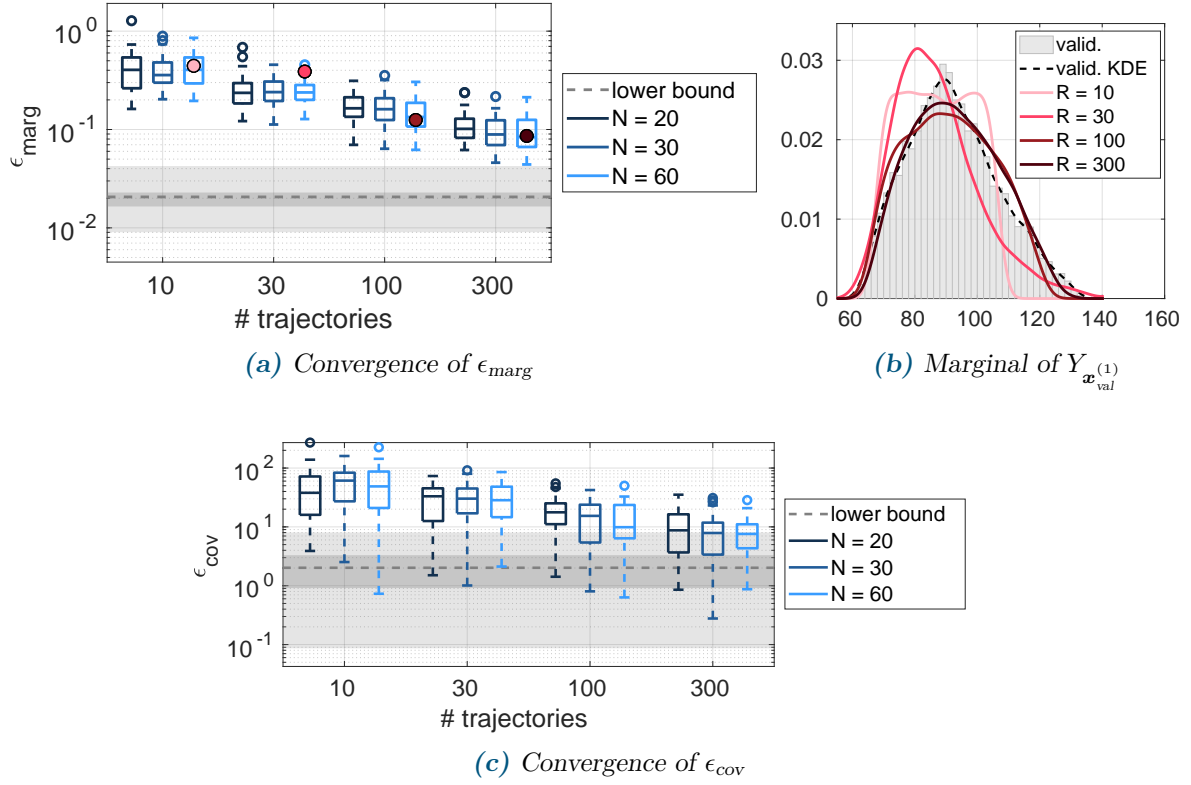 10^0
10^-1
10^-2
ϵ_marg
10 30 100 300
# trajectories
lower bound
N = 20
N = 30
N = 60
(a) Convergence of ϵ_marg
0.03
0.02
0.01
0
60 80 100 120 140 160
valid.
valid. KDE
R = 10
R = 30
R = 100
R = 300
(b) Marginal of Y_{x_val^(1)}
10^2
10^1
10^0
10^-1
ϵ_cov
10 30 100 300
# trajectories
lower bound
N = 20
N = 30
N = 60
(c) Convergence of ϵ_cov